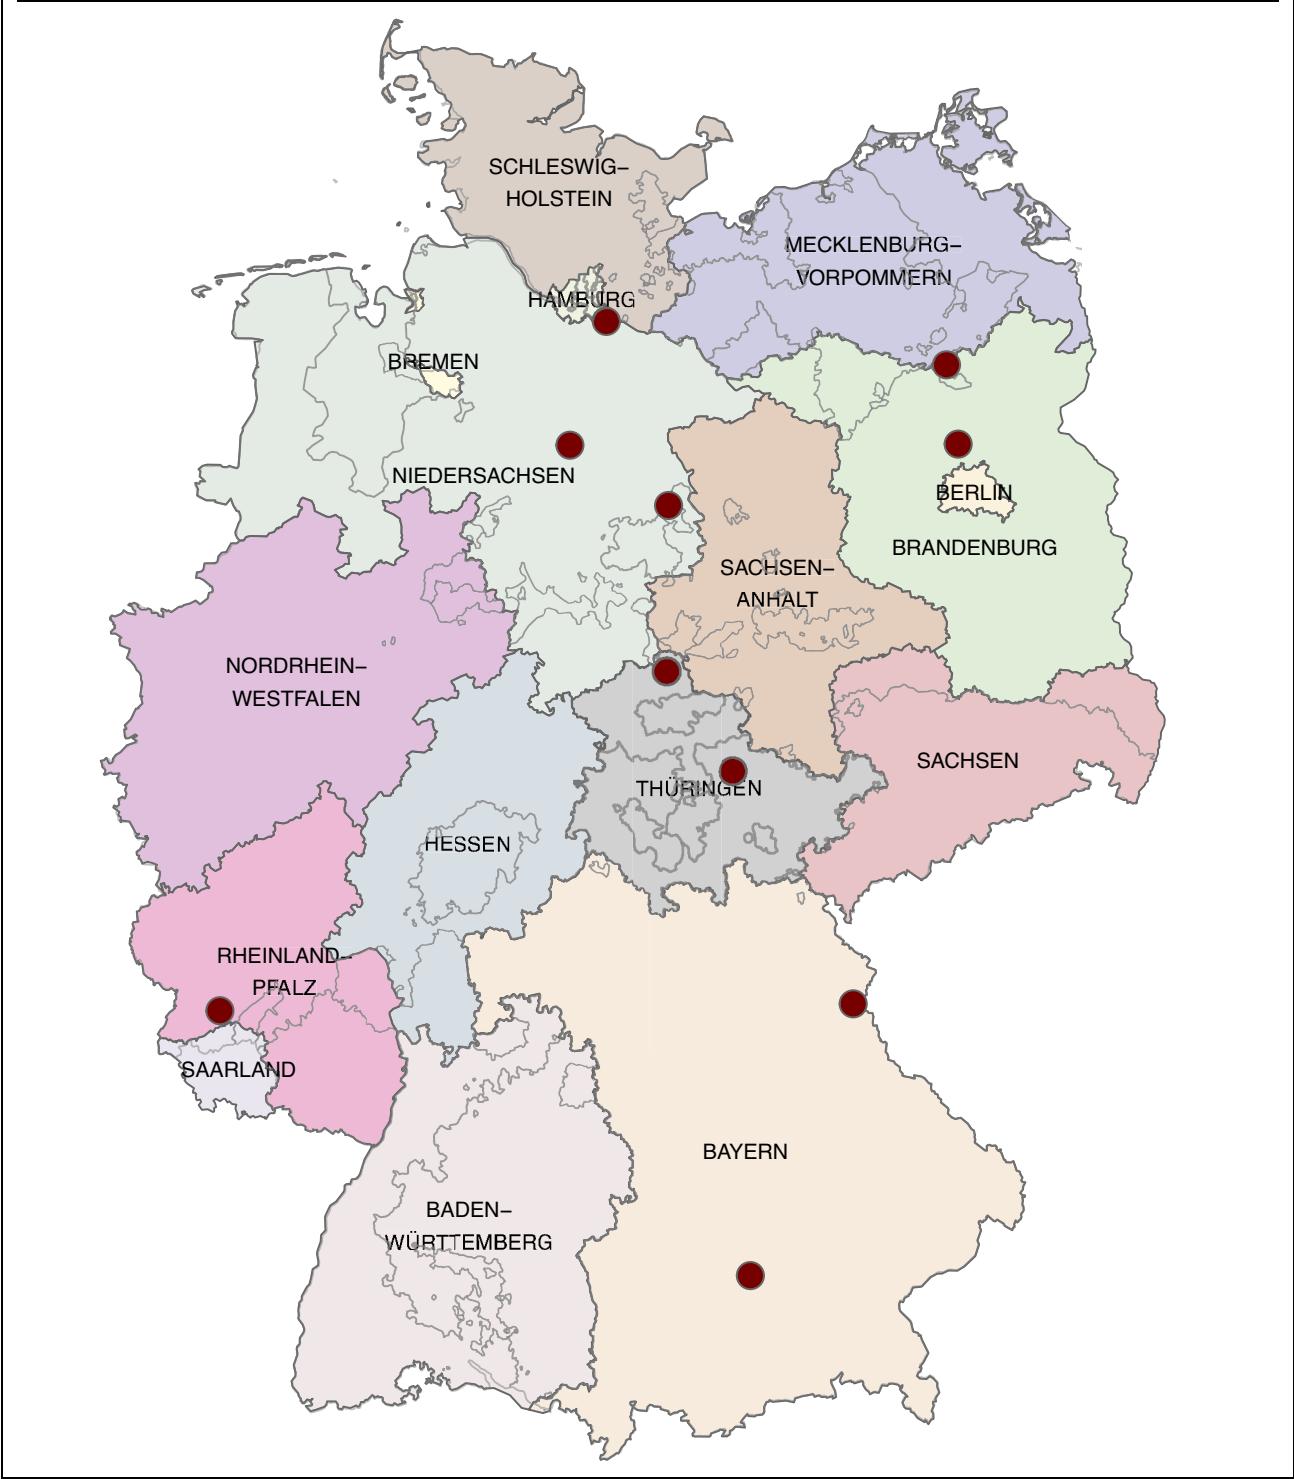 SCHLESWIG–
HOLSTEIN
MECKLENBURG–
VORPOMMERN
HAMBURG
BREMEN
NIEDERSACHSEN
BERLIN
BRANDENBURG
SACHSEN–
ANHALT
NORDRHEIN–
WESTFALEN
SACHSEN
THÜRINGEN
HESSEN
RHEINLAND–
PFALZ
SAARLAND
BAYERN
BADEN–
WÜRTTEMBERG